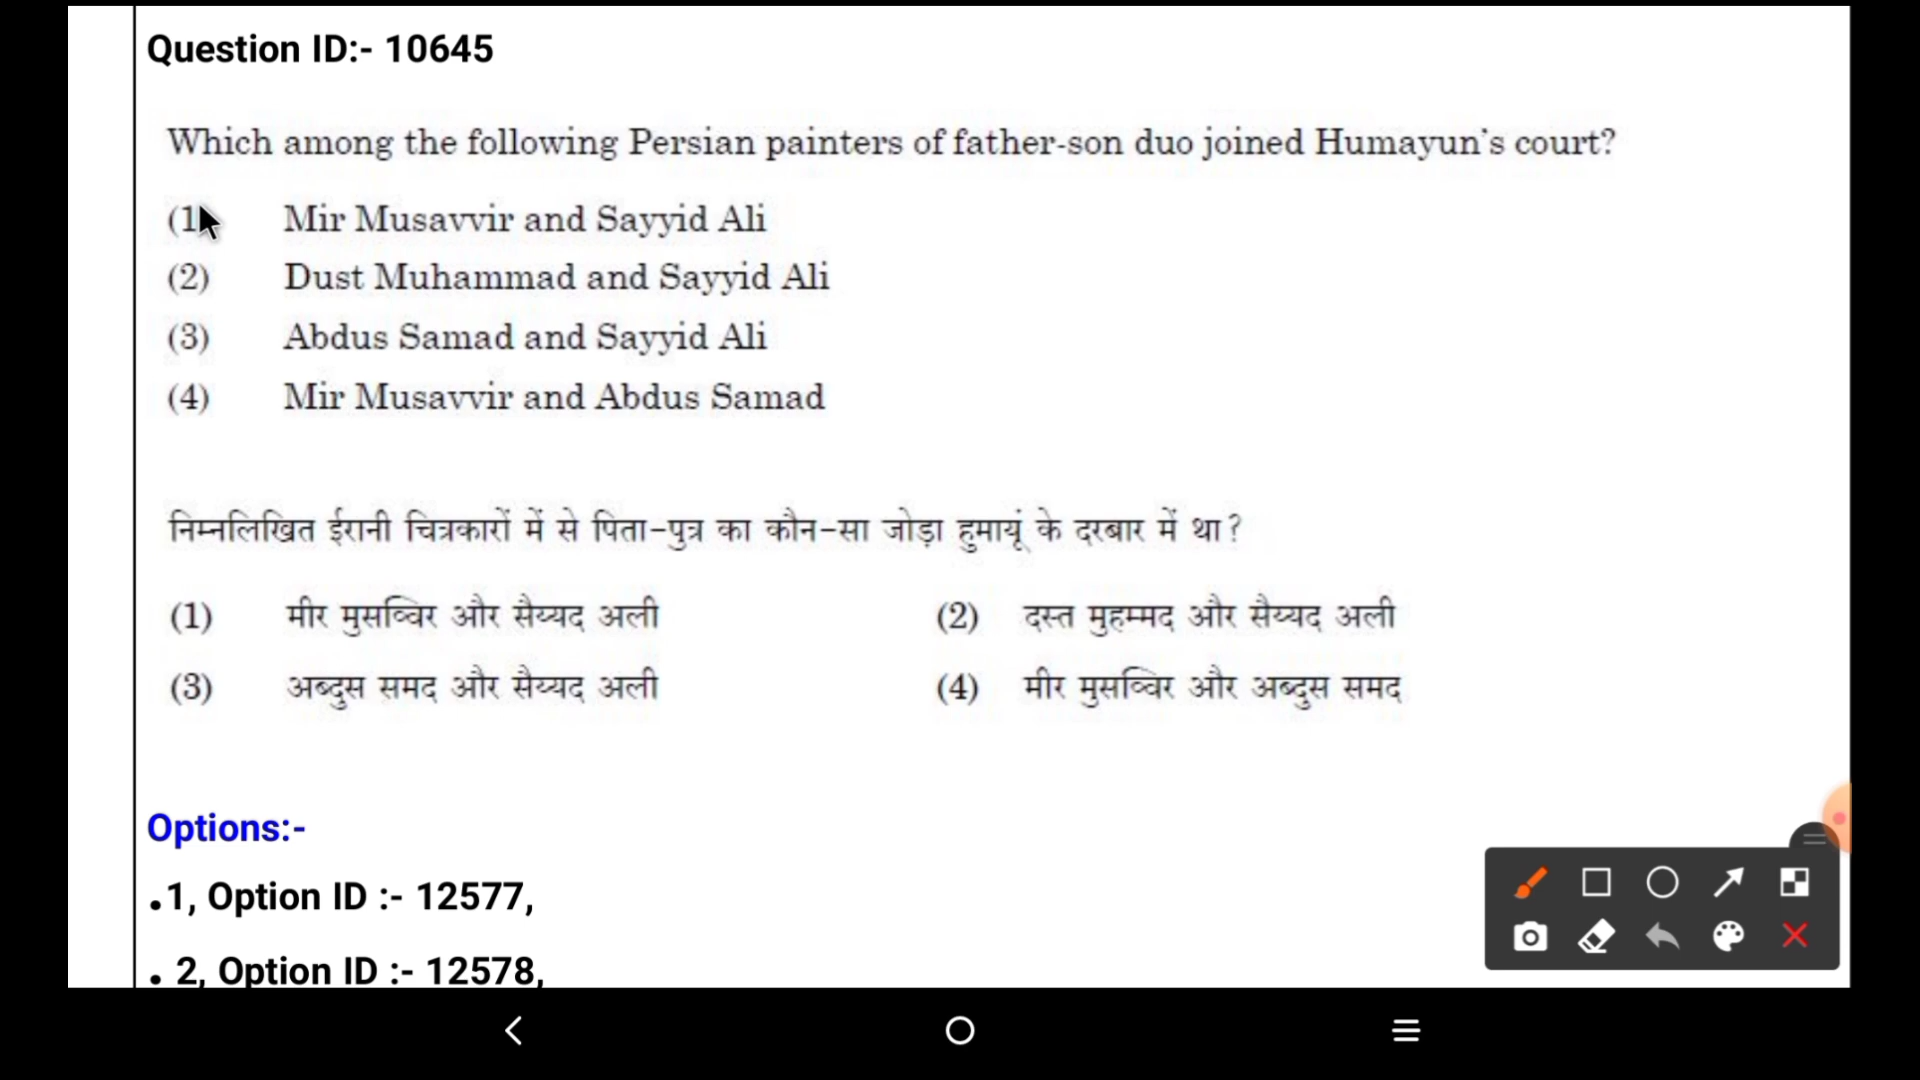 Question ID:- 10645
Which among the following Persian painters of father-son duo joined Humayun's court?
(1 Mir Musavvir and Sayyid Ali
(2) Dust Muhammad and Sayyid Ali
(3) Abdus Samad and Sayyid Ali
(4) Mir Musavvir and Abdus Samad
निम्नलिखित ईरानी चित्रकारों में से पिता-पुत्र का कौन-सा जोड़ा हुमायूं के दरबार में था?
(1) मीर मुसव्विर और सैय्यद अली (2) दस्त मुहम्मद और सैय्यद अली
(3) अब्दुस समद और सैय्यद अली (4) मीर मुसव्विर और अब्दुस समद
Options:-
.1, Option ID :- 12577,
. 2, Option ID :- 12578,